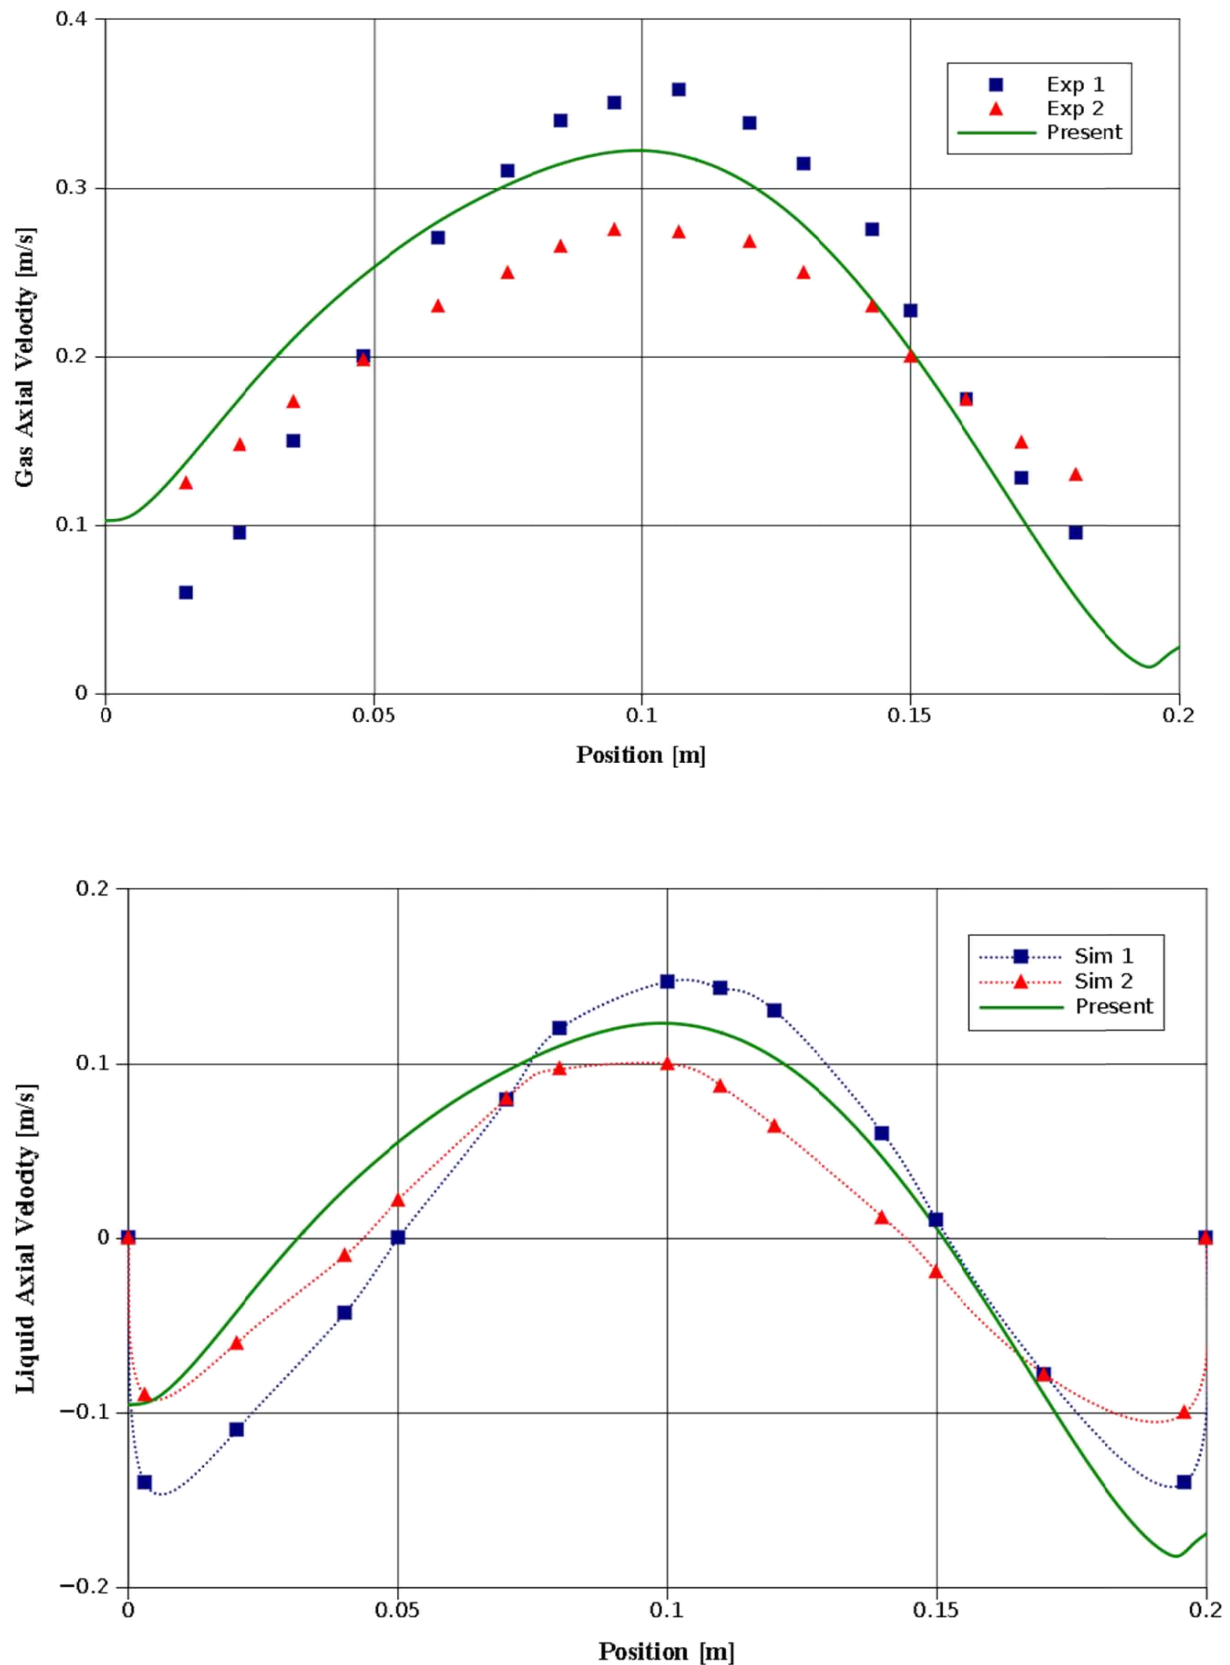 0.4
0.3
0.2
0.1
0
Gas Axial Velocity [m/s]
Exp 1
Exp 2
Present
0 0.05 0.1 0.15 0.2
Position [m]
0.2
0.1
0
−0.1
−0.2
Liquid Axial Velocity [m/s]
Sim 1
Sim 2
Present
0 0.05 0.1 0.15 0.2
Position [m]